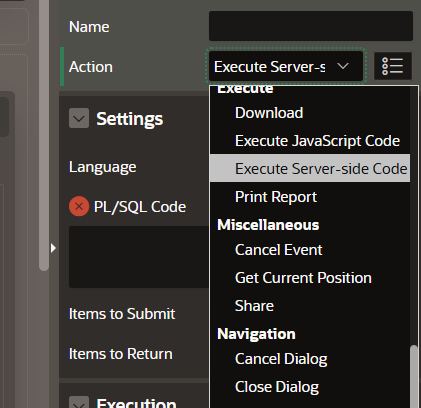 Name
Action
Execute Server-s
Execute
Download
Execute JavaScript Code
Execute Server-side Code
Print Report
Miscellaneous
Cancel Event
Get Current Position
Share
Navigation
Cancel Dialog
Close Dialog
Settings
Language
PL/SQL Code
Items to Submit
Items to Return
Execution